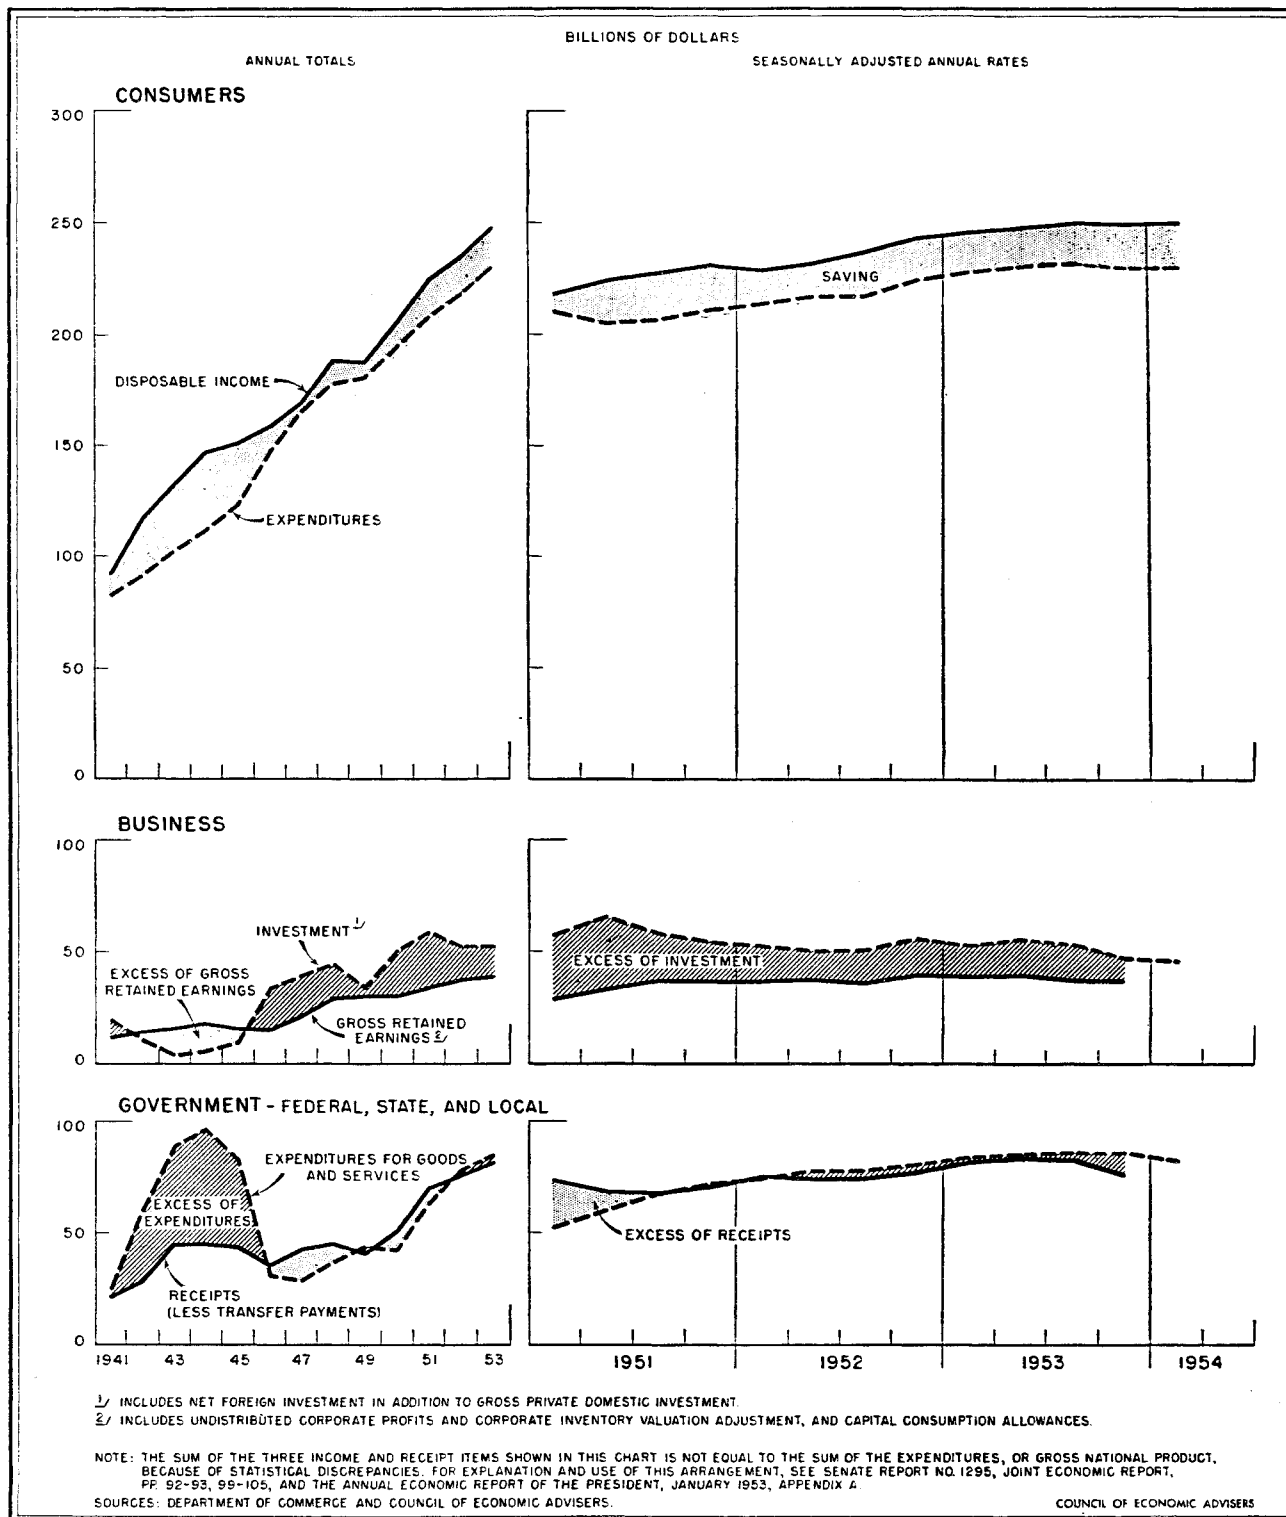 BILLIONS OF DOLLARS
ANNUAL TOTALS
SEASONALLY ADJUSTED ANNUAL RATES
CONSUMERS
300
250
200
150
100
50
0
DISPOSABLE INCOME
EXPENDITURES
SAVING
BUSINESS
100
50
0
INVESTMENT 1/
EXCESS OF GROSS
RETAINED EARNINGS
GROSS RETAINED
EARNINGS 2/
EXCESS OF INVESTMENT
GOVERNMENT - FEDERAL, STATE, AND LOCAL
100
50
0
EXPENDITURES FOR GOODS
AND SERVICES
EXCESS OF
EXPENDITURES
RECEIPTS
(LESS TRANSFER PAYMENTS)
EXCESS OF RECEIPTS
1941 43 45 47 49 51 53
1951 1952 1953 1954
1/ INCLUDES NET FOREIGN INVESTMENT IN ADDITION TO GROSS PRIVATE DOMESTIC INVESTMENT.
2/ INCLUDES UNDISTRIBUTED CORPORATE PROFITS AND CORPORATE INVENTORY VALUATION ADJUSTMENT, AND CAPITAL CONSUMPTION ALLOWANCES.
NOTE: THE SUM OF THE THREE INCOME AND RECEIPT ITEMS SHOWN IN THIS CHART IS NOT EQUAL TO THE SUM OF THE EXPENDITURES, OR GROSS NATIONAL PRODUCT,
BECAUSE OF STATISTICAL DISCREPANCIES. FOR EXPLANATION AND USE OF THIS ARRANGEMENT, SEE SENATE REPORT NO. 1295, JOINT ECONOMIC REPORT,
PP. 92-93, 99-105, AND THE ANNUAL ECONOMIC REPORT OF THE PRESIDENT, JANUARY 1953, APPENDIX A.
SOURCES: DEPARTMENT OF COMMERCE AND COUNCIL OF ECONOMIC ADVISERS.
COUNCIL OF ECONOMIC ADVISERS